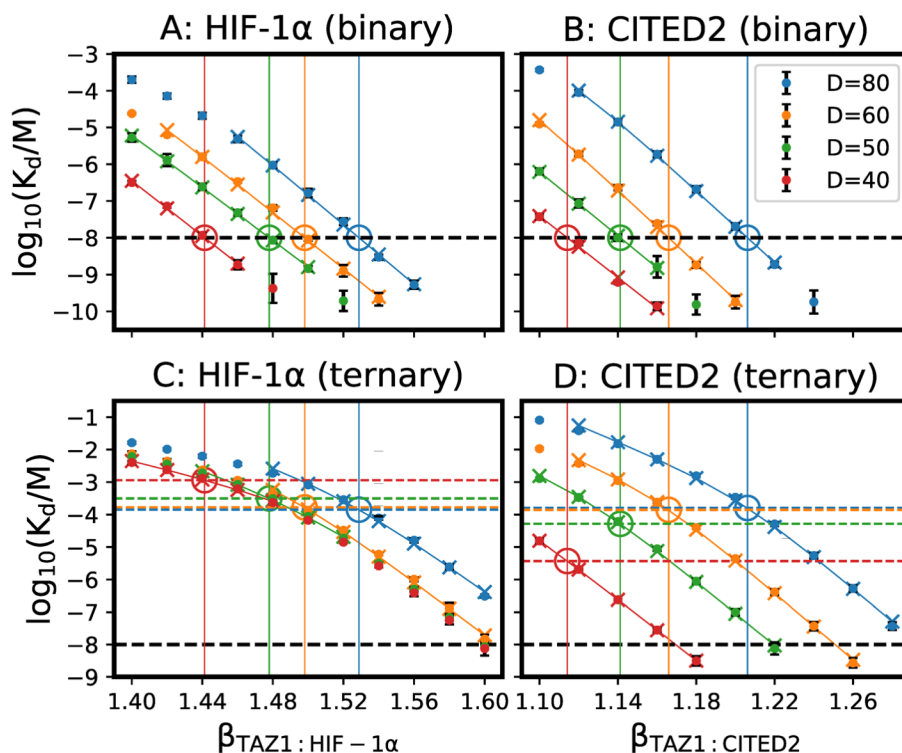 A: HIF-1α (binary)
B: CITED2 (binary)
log₁₀(K_d/M)
−3
−4
−5
−6
−7
−8
−9
−10
D=80
D=60
D=50
D=40
C: HIF-1α (ternary)
D: CITED2 (ternary)
log₁₀(K_d/M)
−1
−2
−3
−4
−5
−6
−7
−8
−9
1.40 1.44 1.48 1.52 1.56 1.60
1.10 1.14 1.18 1.22 1.26
β_TAZ1 : HIF − 1α
β_TAZ1 : CITED2